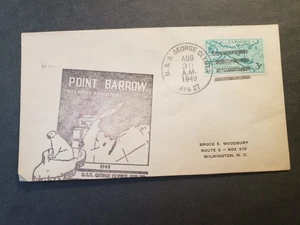 POINT BARROW
1949
U.S.S. GEORGE CLYMER
U.S.S. GEORGE CLYMER
AUG
30
A.M.
1949
APA 27
3¢
BRUCE E. WOODBURY
ROUTE 2 - BOX 510
WILMINGTON, N. C.